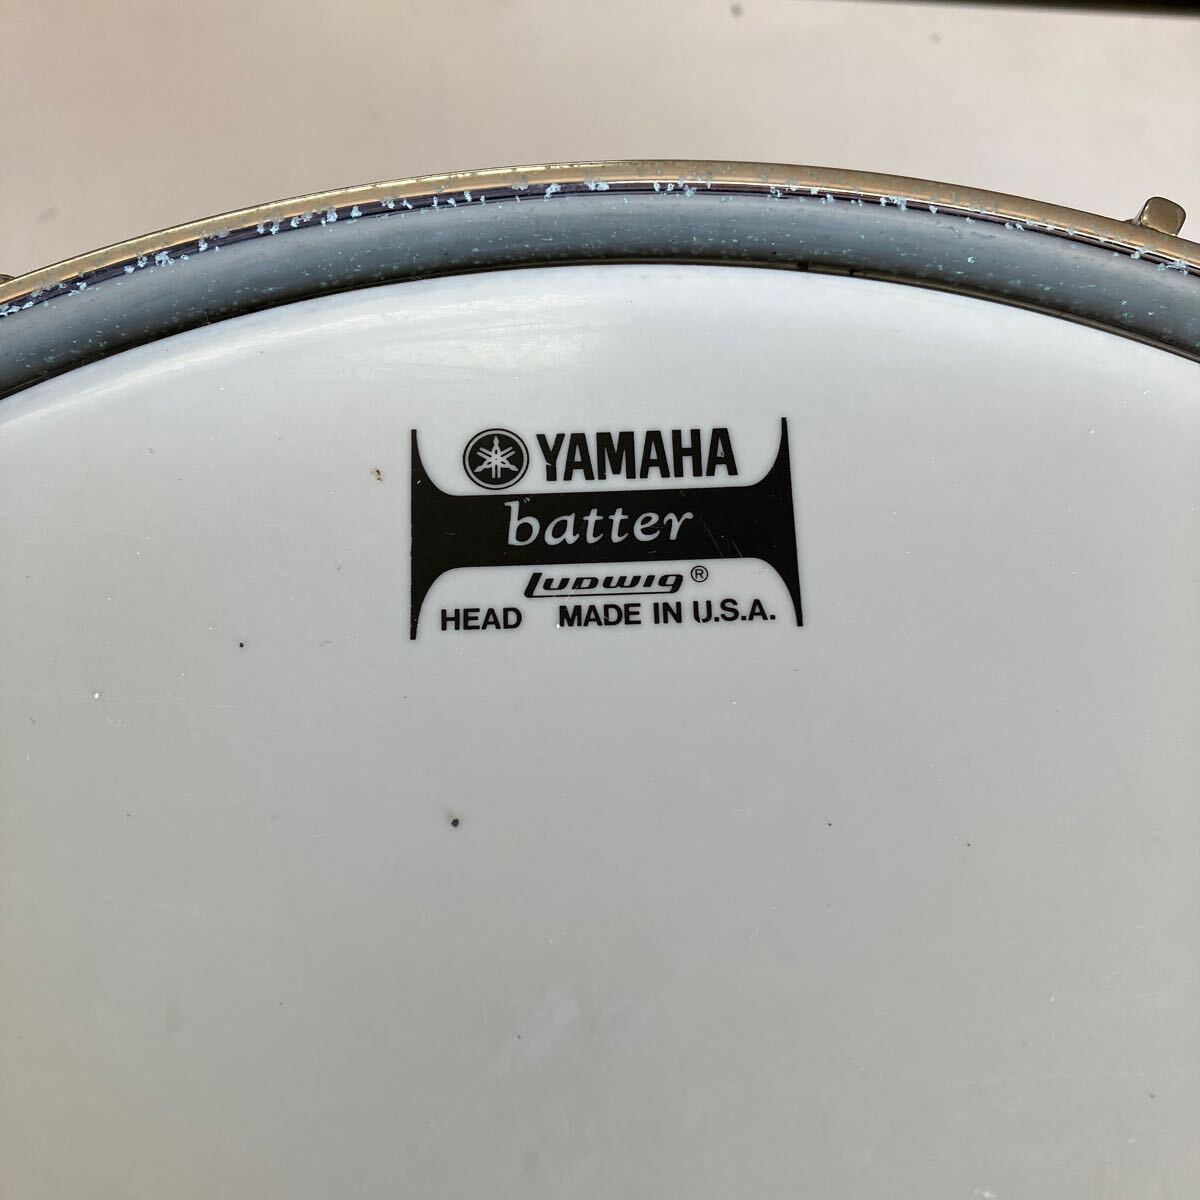 YAMAHA
batter
LUDWIG®
HEAD MADE IN U.S.A.